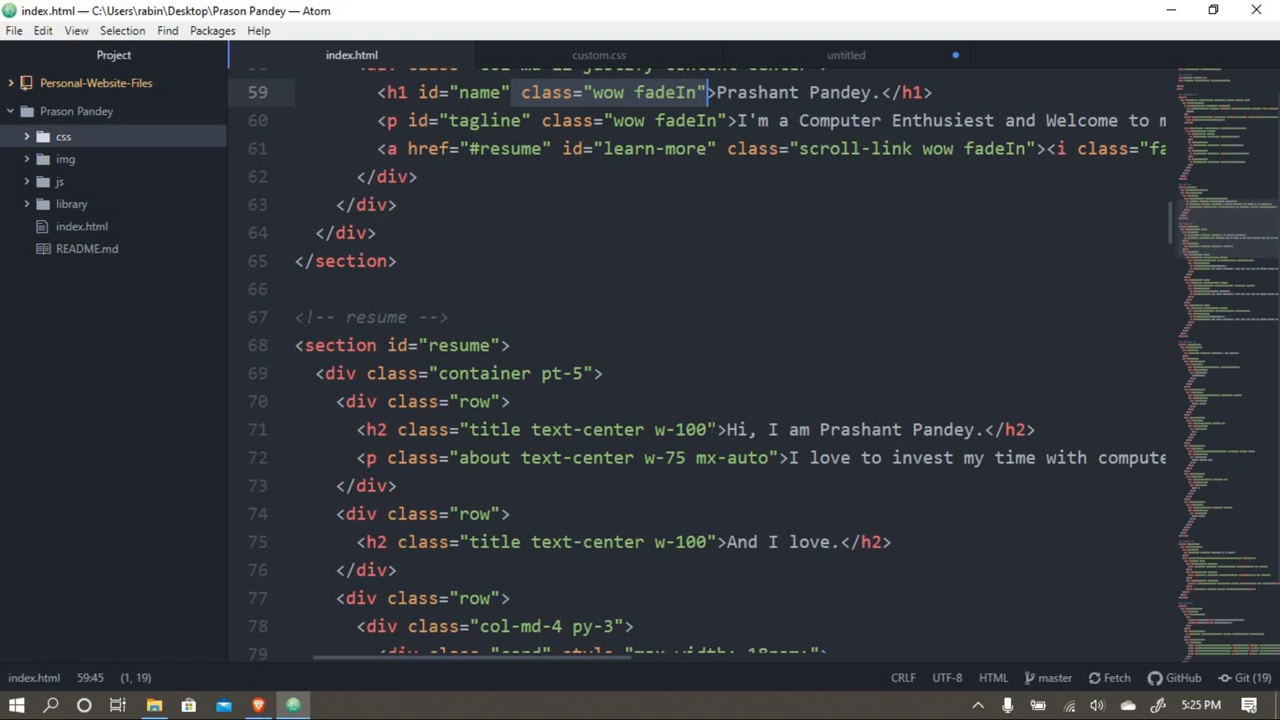 index.html — C:\Users\rabin\Desktop\Prason Pandey — Atom
File Edit View Selection Find Packages Help
Project
index.html
custom.css
untitled
Personal-Website-Files
Prason Pandey
css
img
js
library
index.html
README.md
59 <h1 id="name" class="wow fadeIn">Prashant Pandey.</h1>
60 <p id="tagline" class="wow fadeIn">I'm a Computer Enthusiest and Welcome to m
61 <a href="#resume" id="learn-more" class="scroll-link wow fadeIn"><i class="fa
62 </div>
63 </div>
64 </div>
65 </section>
66
67 <!-- resume -->
68 <section id="resume">
69 <div class="container pt-5">
70 <div class="row">
71 <h2 class="title text-center w-100">Hi, I am Prashant Pandey.</h2>
72 <p class="about text-center w-75 mx-auto">I love to invest my time with compute
73 </div>
74 <div class="row">
75 <h2 class="title text-center w-100">And I love.</h2>
76 </div>
77 <div class="row">
78 <div class="col-md-4 py-3">
79
index.html 59:45 (1, 19) CRLF UTF-8 HTML master Fetch GitHub Git (19)
5:25 PM